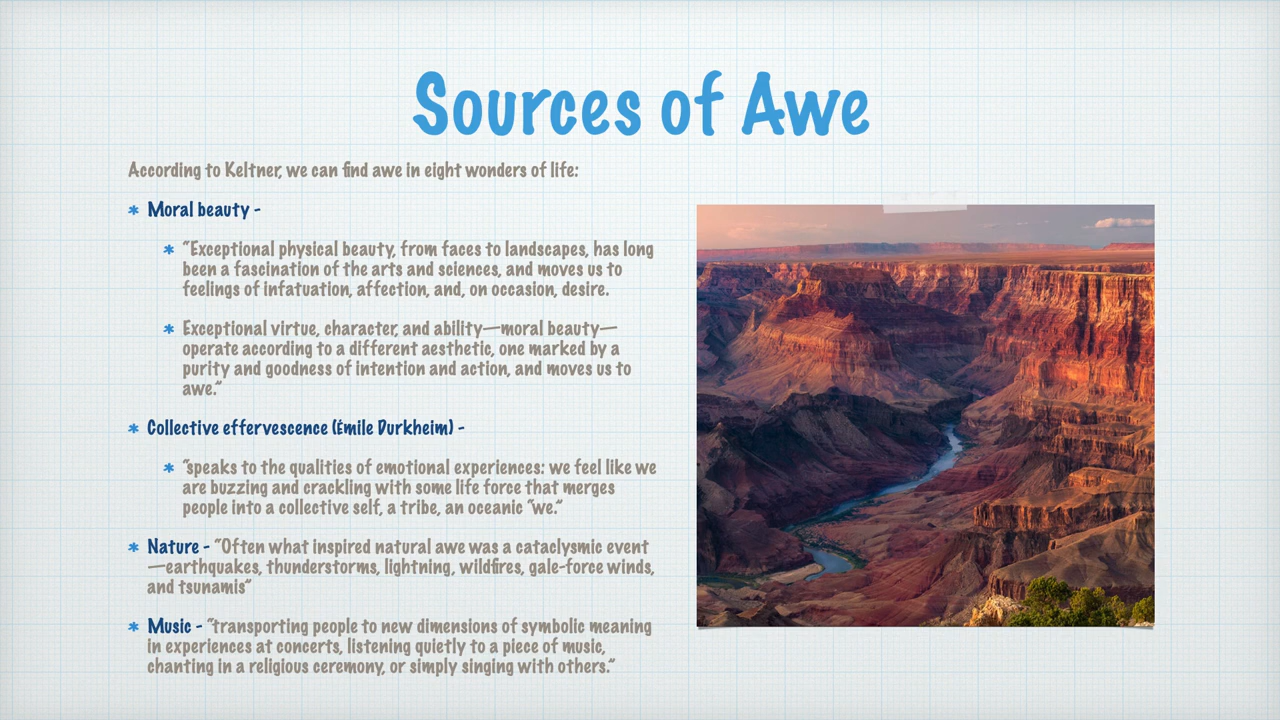 Sources of Awe
According to Keltner, we can find awe in eight wonders of life:
* Moral beauty -
* "Exceptional physical beauty, from faces to landscapes, has long
been a fascination of the arts and sciences, and moves us to
feelings of infatuation, affection, and, on occasion, desire.
* Exceptional virtue, character, and ability—moral beauty—
operate according to a different aesthetic, one marked by a
purity and goodness of intention and action, and moves us to
awe."
* Collective effervescence (Émile Durkheim) -
* "speaks to the qualities of emotional experiences: we feel like we
are buzzing and crackling with some life force that merges
people into a collective self, a tribe, an oceanic "we."
* Nature - "Often what inspired natural awe was a cataclysmic event
—earthquakes, thunderstorms, lightning, wildfires, gale-force winds,
and tsunamis"
* Music - "transporting people to new dimensions of symbolic meaning
in experiences at concerts, listening quietly to a piece of music,
chanting in a religious ceremony, or simply singing with others."